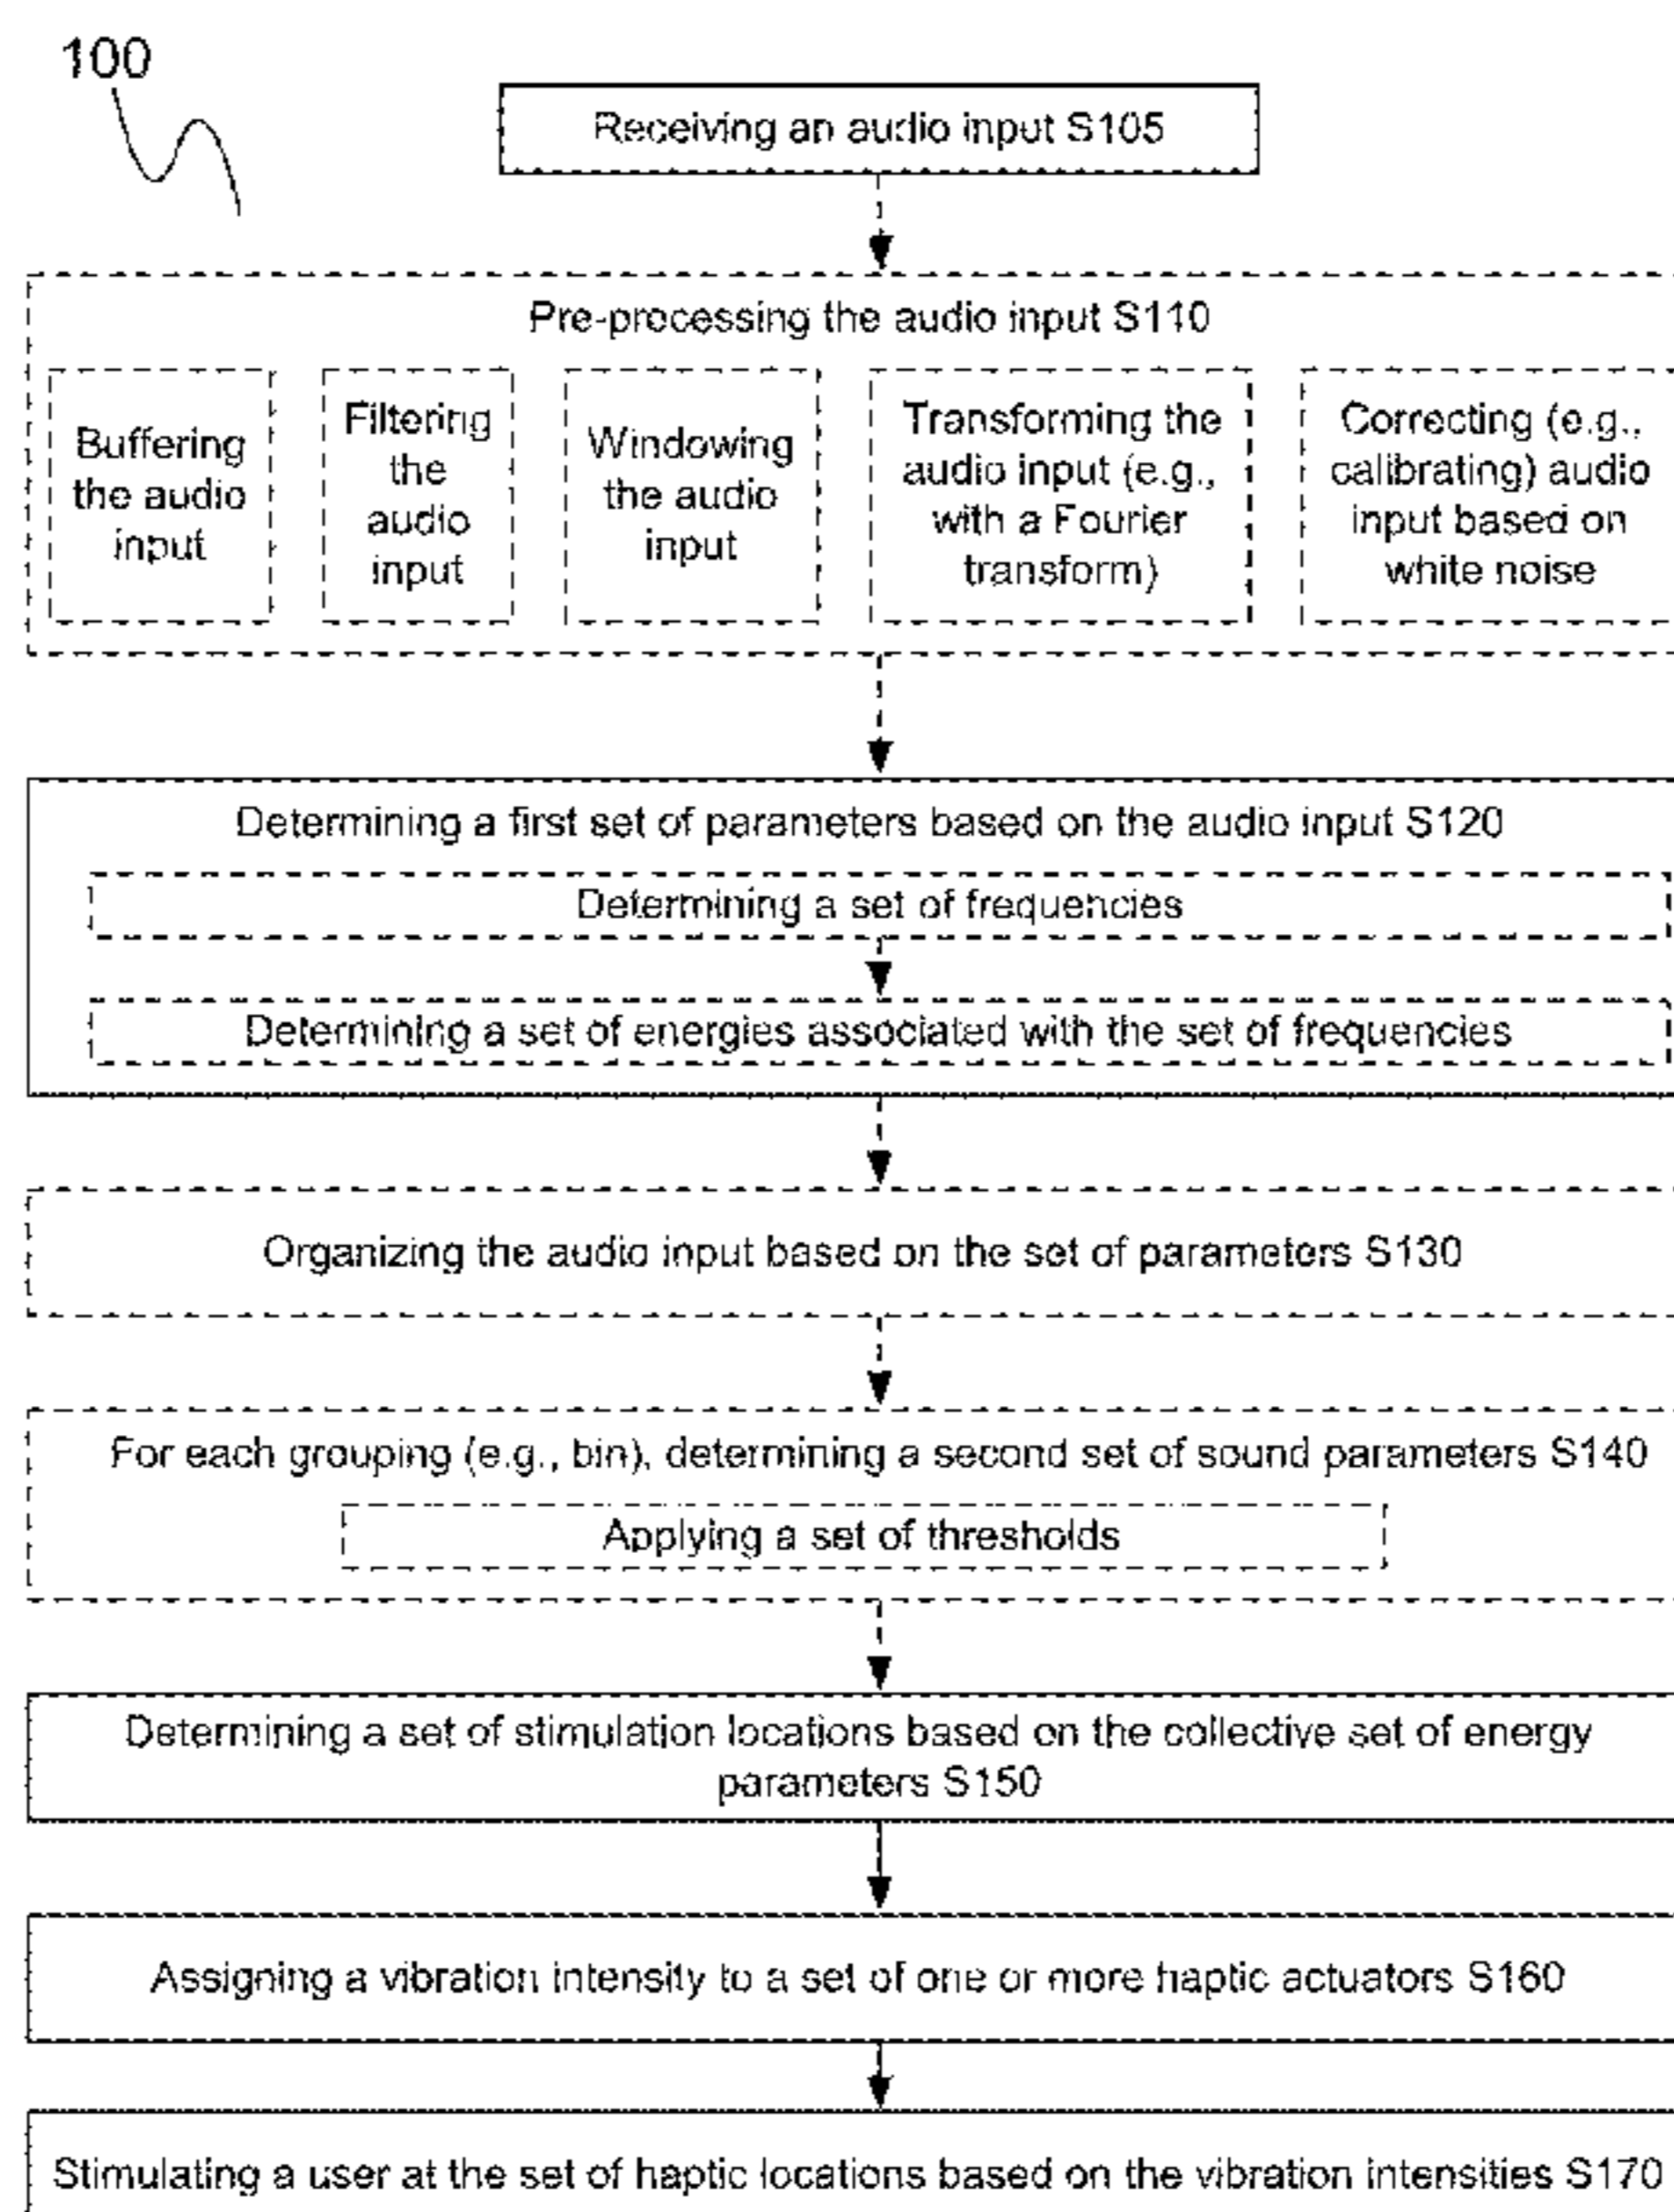 100
Receiving an audio input S105
Pre-processing the audio input S110
Buffering
the audio
input
Filtering
the
audio
input
Windowing
the audio
input
Transforming the
audio input (e.g.,
with a Fourier
transform)
Correcting (e.g.,
calibrating) audio
input based on
white noise
Determining a first set of parameters based on the audio input S120
Determining a set of frequencies
Determining a set of energies associated with the set of frequencies
Organizing the audio input based on the set of parameters S130
For each grouping (e.g., bin), determining a second set of sound parameters S140
Applying a set of thresholds
Determining a set of stimulation locations based on the collective set of energy
parameters S150
Assigning a vibration intensity to a set of one or more haptic actuators S160
Stimulating a user at the set of haptic locations based on the vibration intensities S170